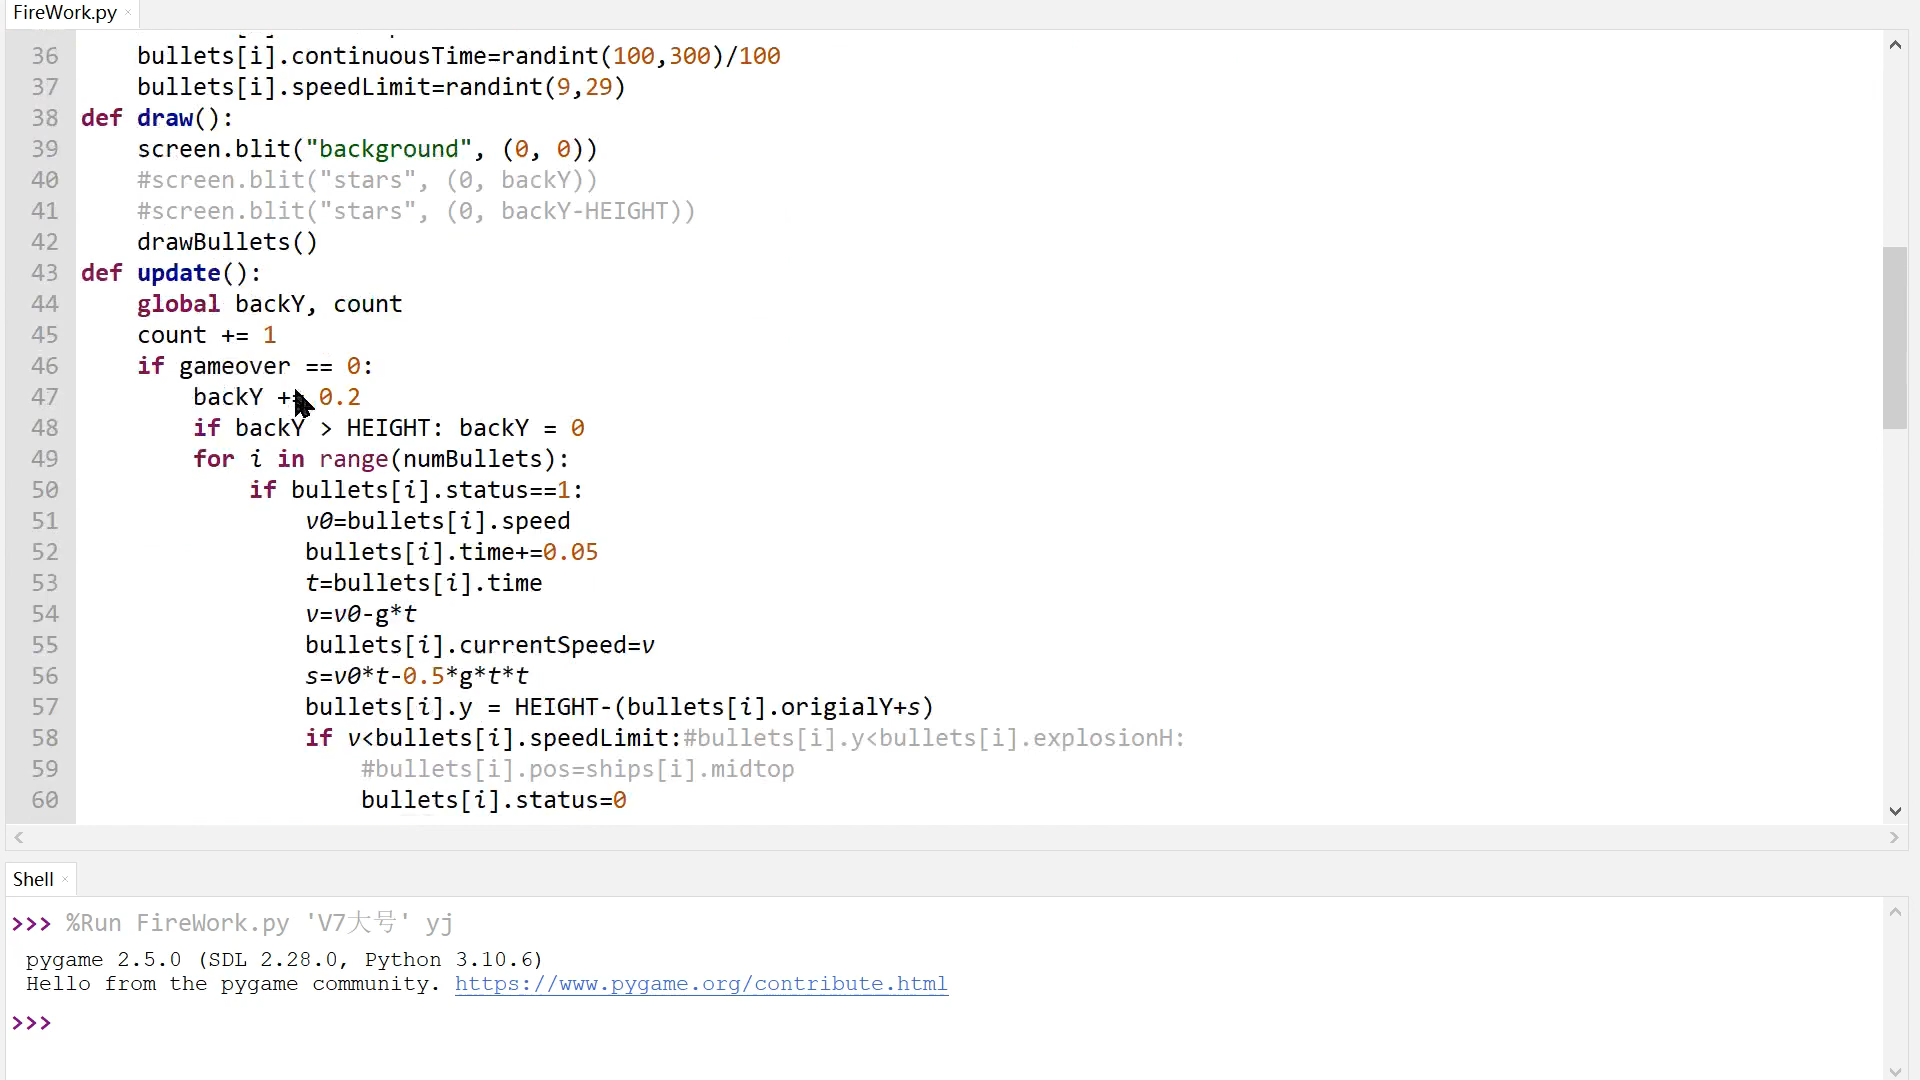 FireWork.py ×
36 bullets[i].continuousTime=randint(100,300)/100
37 bullets[i].speedLimit=randint(9,29)
38 def draw():
39 screen.blit("background", (0, 0))
40 #screen.blit("stars", (0, backY))
41 #screen.blit("stars", (0, backY-HEIGHT))
42 drawBullets()
43 def update():
44 global backY, count
45 count += 1
46 if gameover == 0:
47 backY += 0.2
48 if backY > HEIGHT: backY = 0
49 for i in range(numBullets):
50 if bullets[i].status==1:
51 v0=bullets[i].speed
52 bullets[i].time+=0.05
53 t=bullets[i].time
54 v=v0-g*t
55 bullets[i].currentSpeed=v
56 s=v0*t-0.5*g*t*t
57 bullets[i].y = HEIGHT-(bullets[i].origialY+s)
58 if v<bullets[i].speedLimit:#bullets[i].y<bullets[i].explosionH:
59 #bullets[i].pos=ships[i].midtop
60 bullets[i].status=0
Shell ×
>>> %Run FireWork.py 'V7大号' yj
pygame 2.5.0 (SDL 2.28.0, Python 3.10.6)
Hello from the pygame community. https://www.pygame.org/contribute.html
>>>